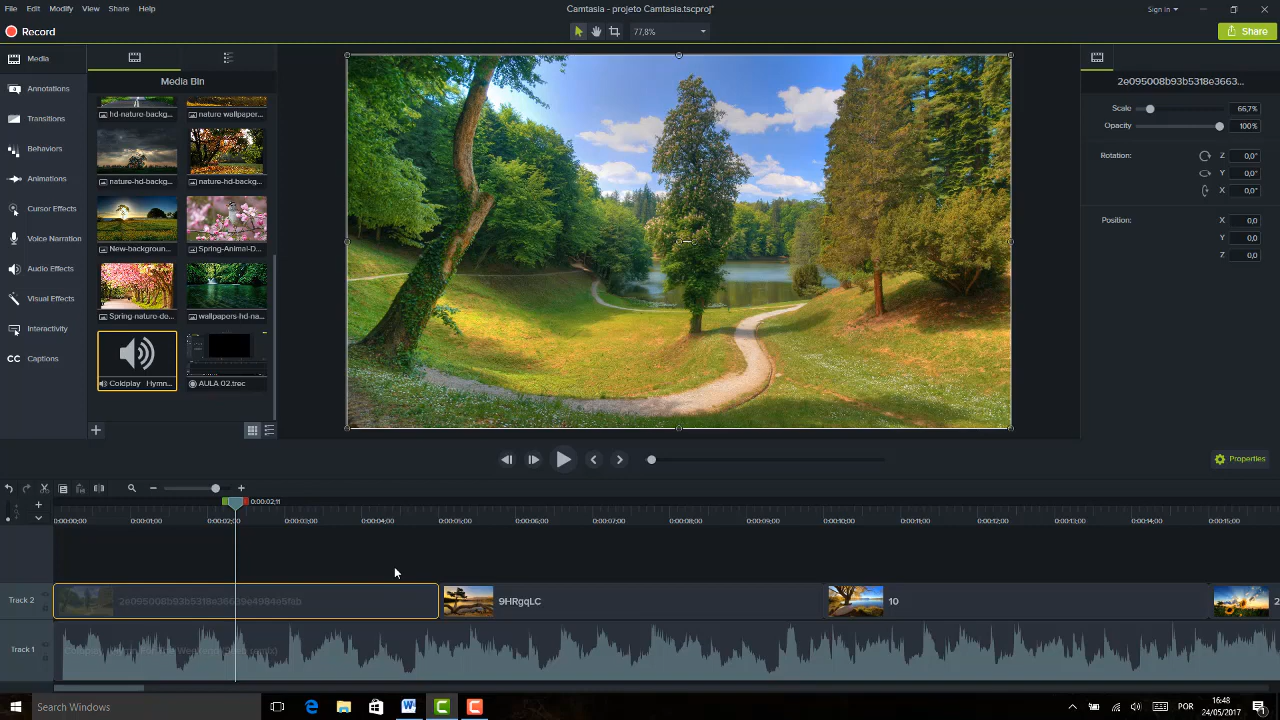 Camtasia - projeto Camtasia.tscproj*
File Edit Modify View Share Help
Sign in
Record
77,8%
Share
Media
Annotations
Transitions
Behaviors
Animations
Cursor Effects
Voice Narration
Audio Effects
Visual Effects
Interactivity
CC Captions
Media Bin
hd-nature-backg...
nature wallpaper...
nature-hd-backg...
nature-hd-backg...
New-backgroun...
Spring-Animal-D...
Spring-nature-de...
wallpapers-hd-na...
Coldplay Hymn...
AULA 02.trec
2e095008b93b5318e3663...
Scale 66,7%
Opacity 100%
Rotation: Z 0,0°
Y 0,0°
X 0,0°
Position: X 0,0
Y 0,0
Z 0,0
Properties
0:00:02;11
0:00:00;00 0:00:01;00 0:00:02;00 0:00:03;00 0:00:04;00 0:00:05;00 0:00:06;00 0:00:07;00 0:00:08;00 0:00:09;00 0:00:10;00 0:00:11;00 0:00:12;00 0:00:13;00 0:00:14;00 0:00:15;00
Track 2
9HRgqLC
10
2
Track 1
Search Windows
POR
16:48
24/05/2017